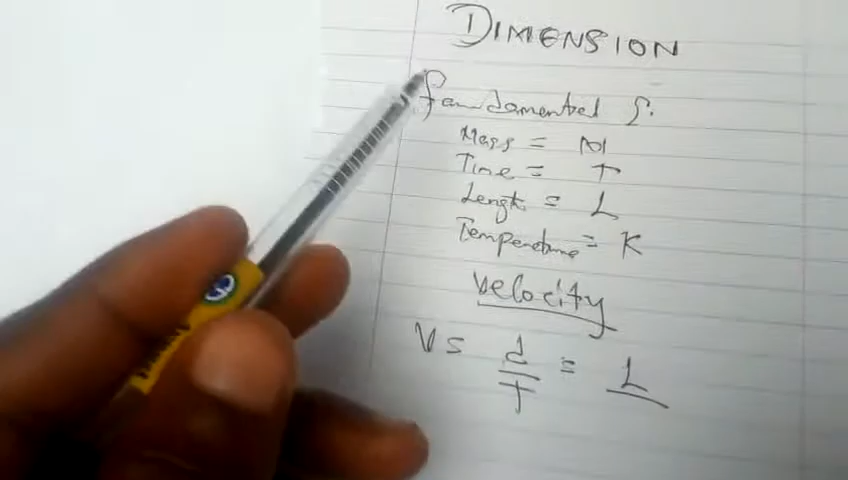 DIMENSION
fundamental
Mass = M
Time = T
Length = L
Temperature = K
Velocity
V = d = L
T